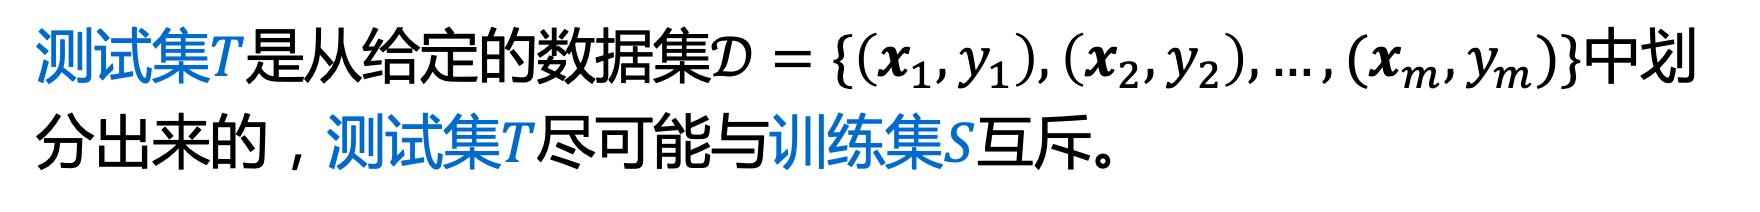 测试集T是从给定的数据集𝒟 = {(𝒙₁, y₁), (𝒙₂, y₂), … , (𝒙ₘ, yₘ)}中划
分出来的，测试集T尽可能与训练集S互斥。